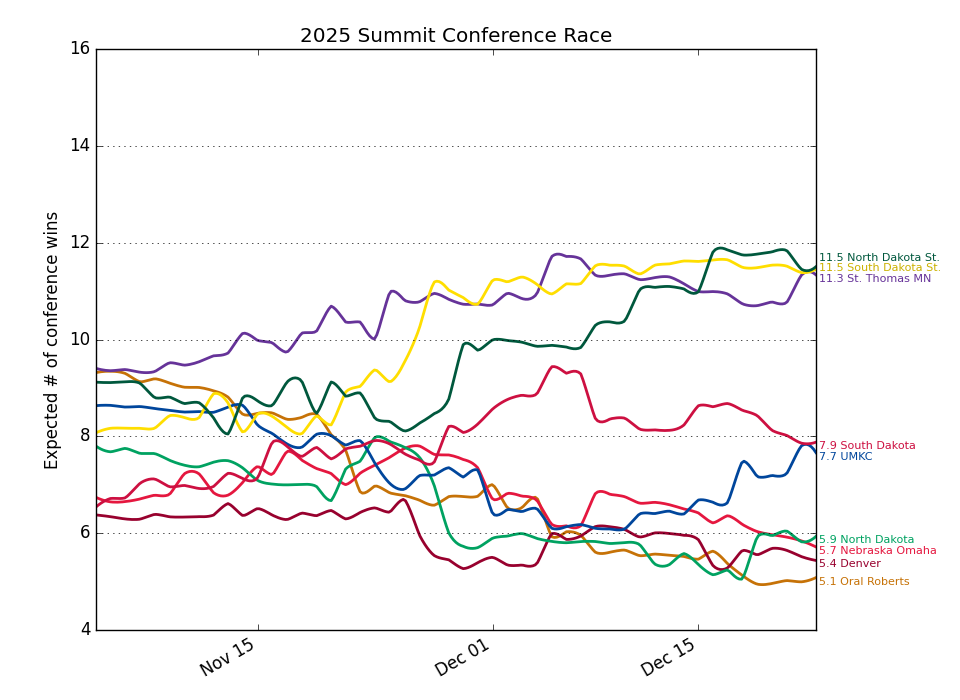 2025 Summit Conference Race
Expected # of conference wins
16
14
12
10
8
6
4
Nov 15
Dec 01
Dec 15
11.5 North Dakota St.
11.5 South Dakota St.
11.3 St. Thomas MN
7.9 South Dakota
7.7 UMKC
5.9 North Dakota
5.7 Nebraska Omaha
5.4 Denver
5.1 Oral Roberts